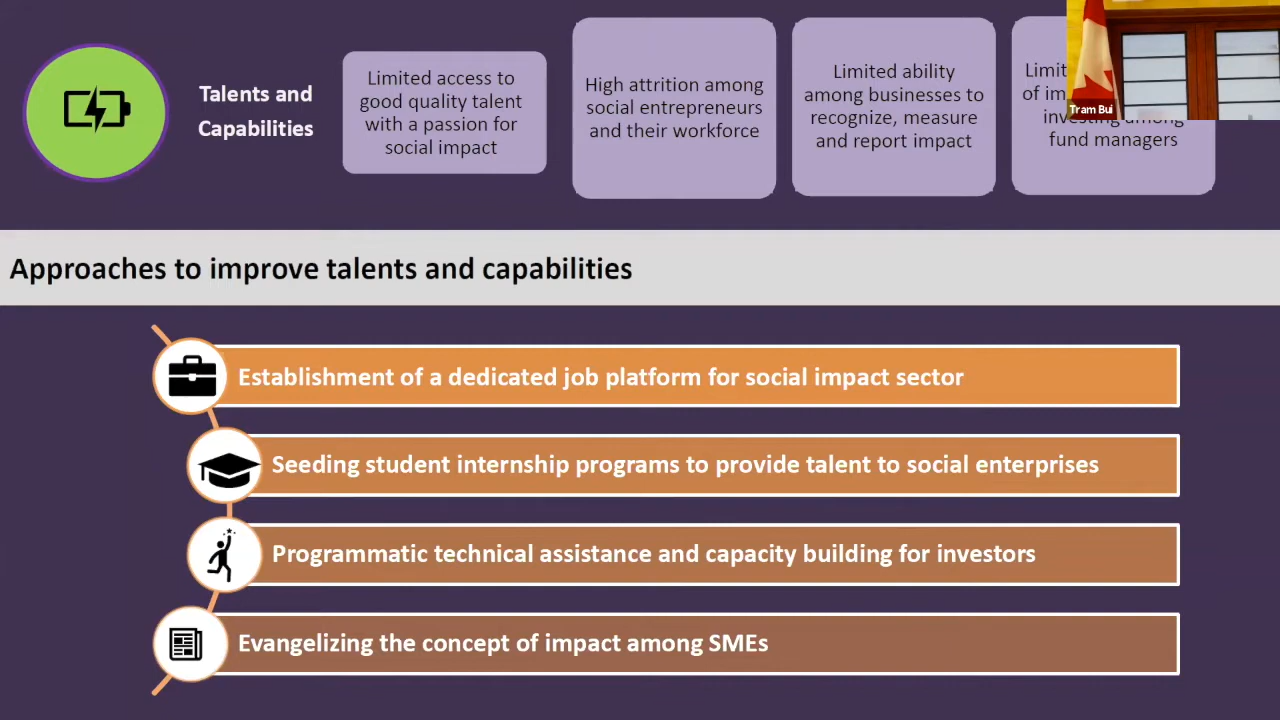 Talents and
Capabilities
Limited access to
good quality talent
with a passion for
social impact
High attrition among
social entrepreneurs
and their workforce
Limited ability
among businesses to
recognize, measure
and report impact
of
investing among
fund managers
Tram Bui
Approaches to improve talents and capabilities
Establishment of a dedicated job platform for social impact sector
Seeding student internship programs to provide talent to social enterprises
Programmatic technical assistance and capacity building for investors
Evangelizing the concept of impact among SMEs